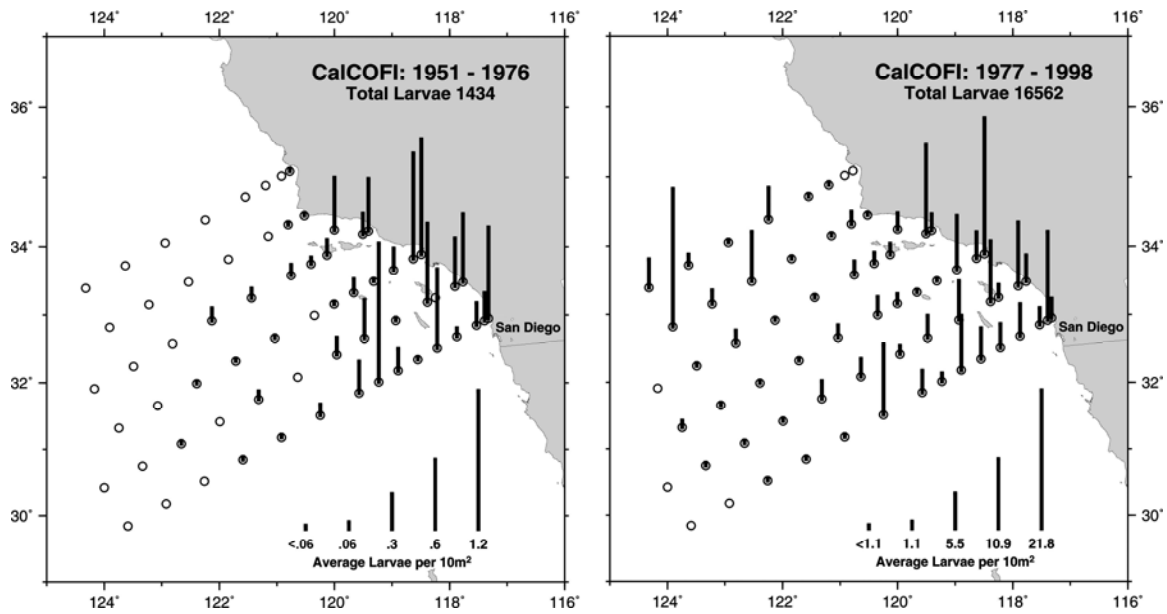 124˚ 122˚ 120˚ 118˚ 116˚
CalCOFI: 1951 - 1976
Total Larvae 1434
36˚
34˚
32˚
30˚
San Diego
<.06 .06 .3 .6 1.2
Average Larvae per 10m²
124˚ 122˚ 120˚ 118˚ 116˚
124˚ 122˚ 120˚ 118˚ 116˚
CalCOFI: 1977 - 1998
Total Larvae 16562
36˚
34˚
32˚
30˚
San Diego
<1.1 1.1 5.5 10.9 21.8
Average Larvae per 10m²
124˚ 122˚ 120˚ 118˚ 116˚